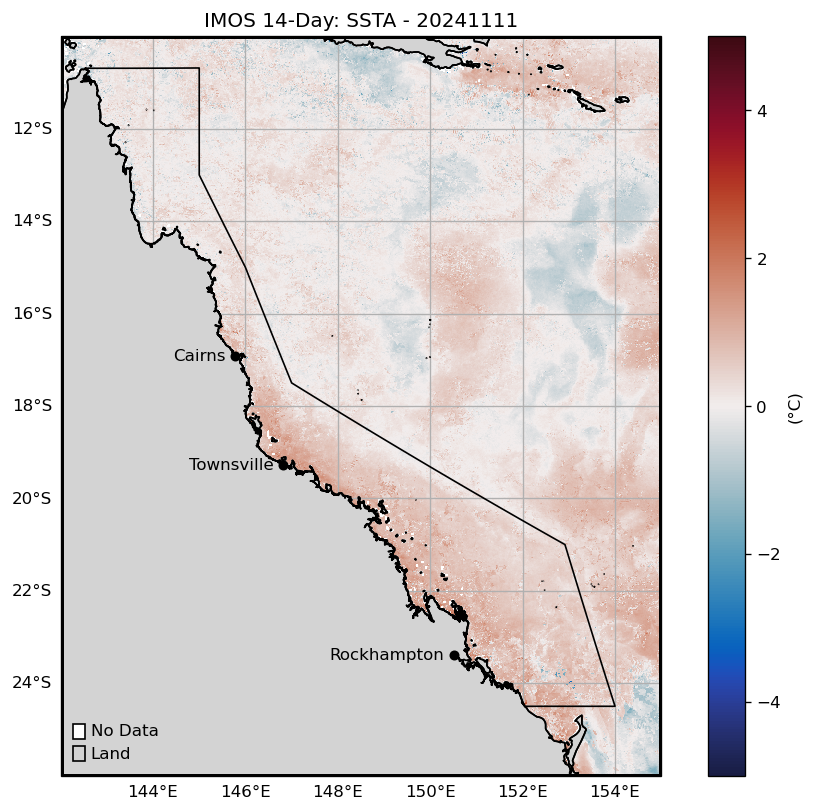 IMOS 14-Day: SSTA - 20241111
12°S
14°S
16°S
18°S
20°S
22°S
24°S
Cairns
Townsville
Rockhampton
No Data
Land
144°E
146°E
148°E
150°E
152°E
154°E
4
2
0
−2
−4
(°C)